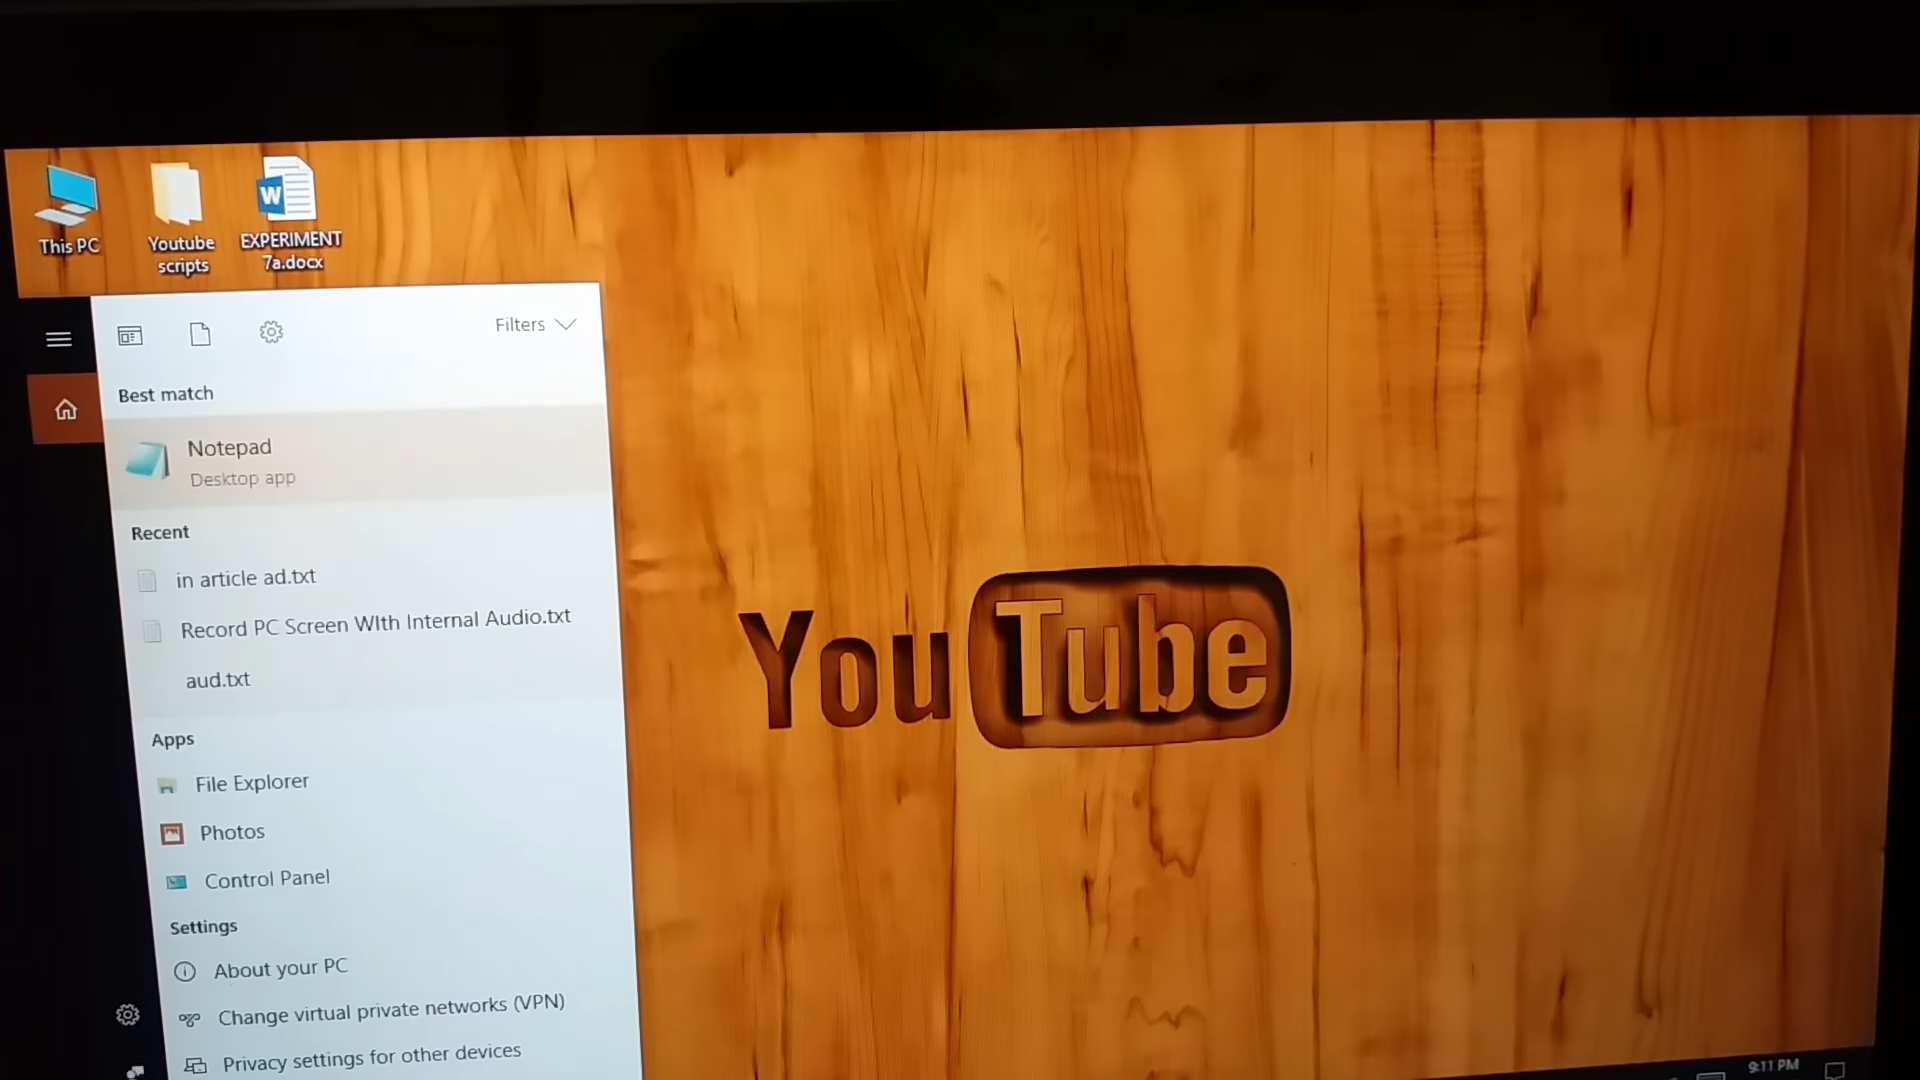 This PC
Youtube
scripts
EXPERIMENT
7a.docx
Filters
Best match
Notepad
Desktop app
Recent
in article ad.txt
Record PC Screen WIth Internal Audio.txt
aud.txt
Apps
File Explorer
Photos
Control Panel
Settings
About your PC
Change virtual private networks (VPN)
Privacy settings for other devices
YouTube
9:11 PM